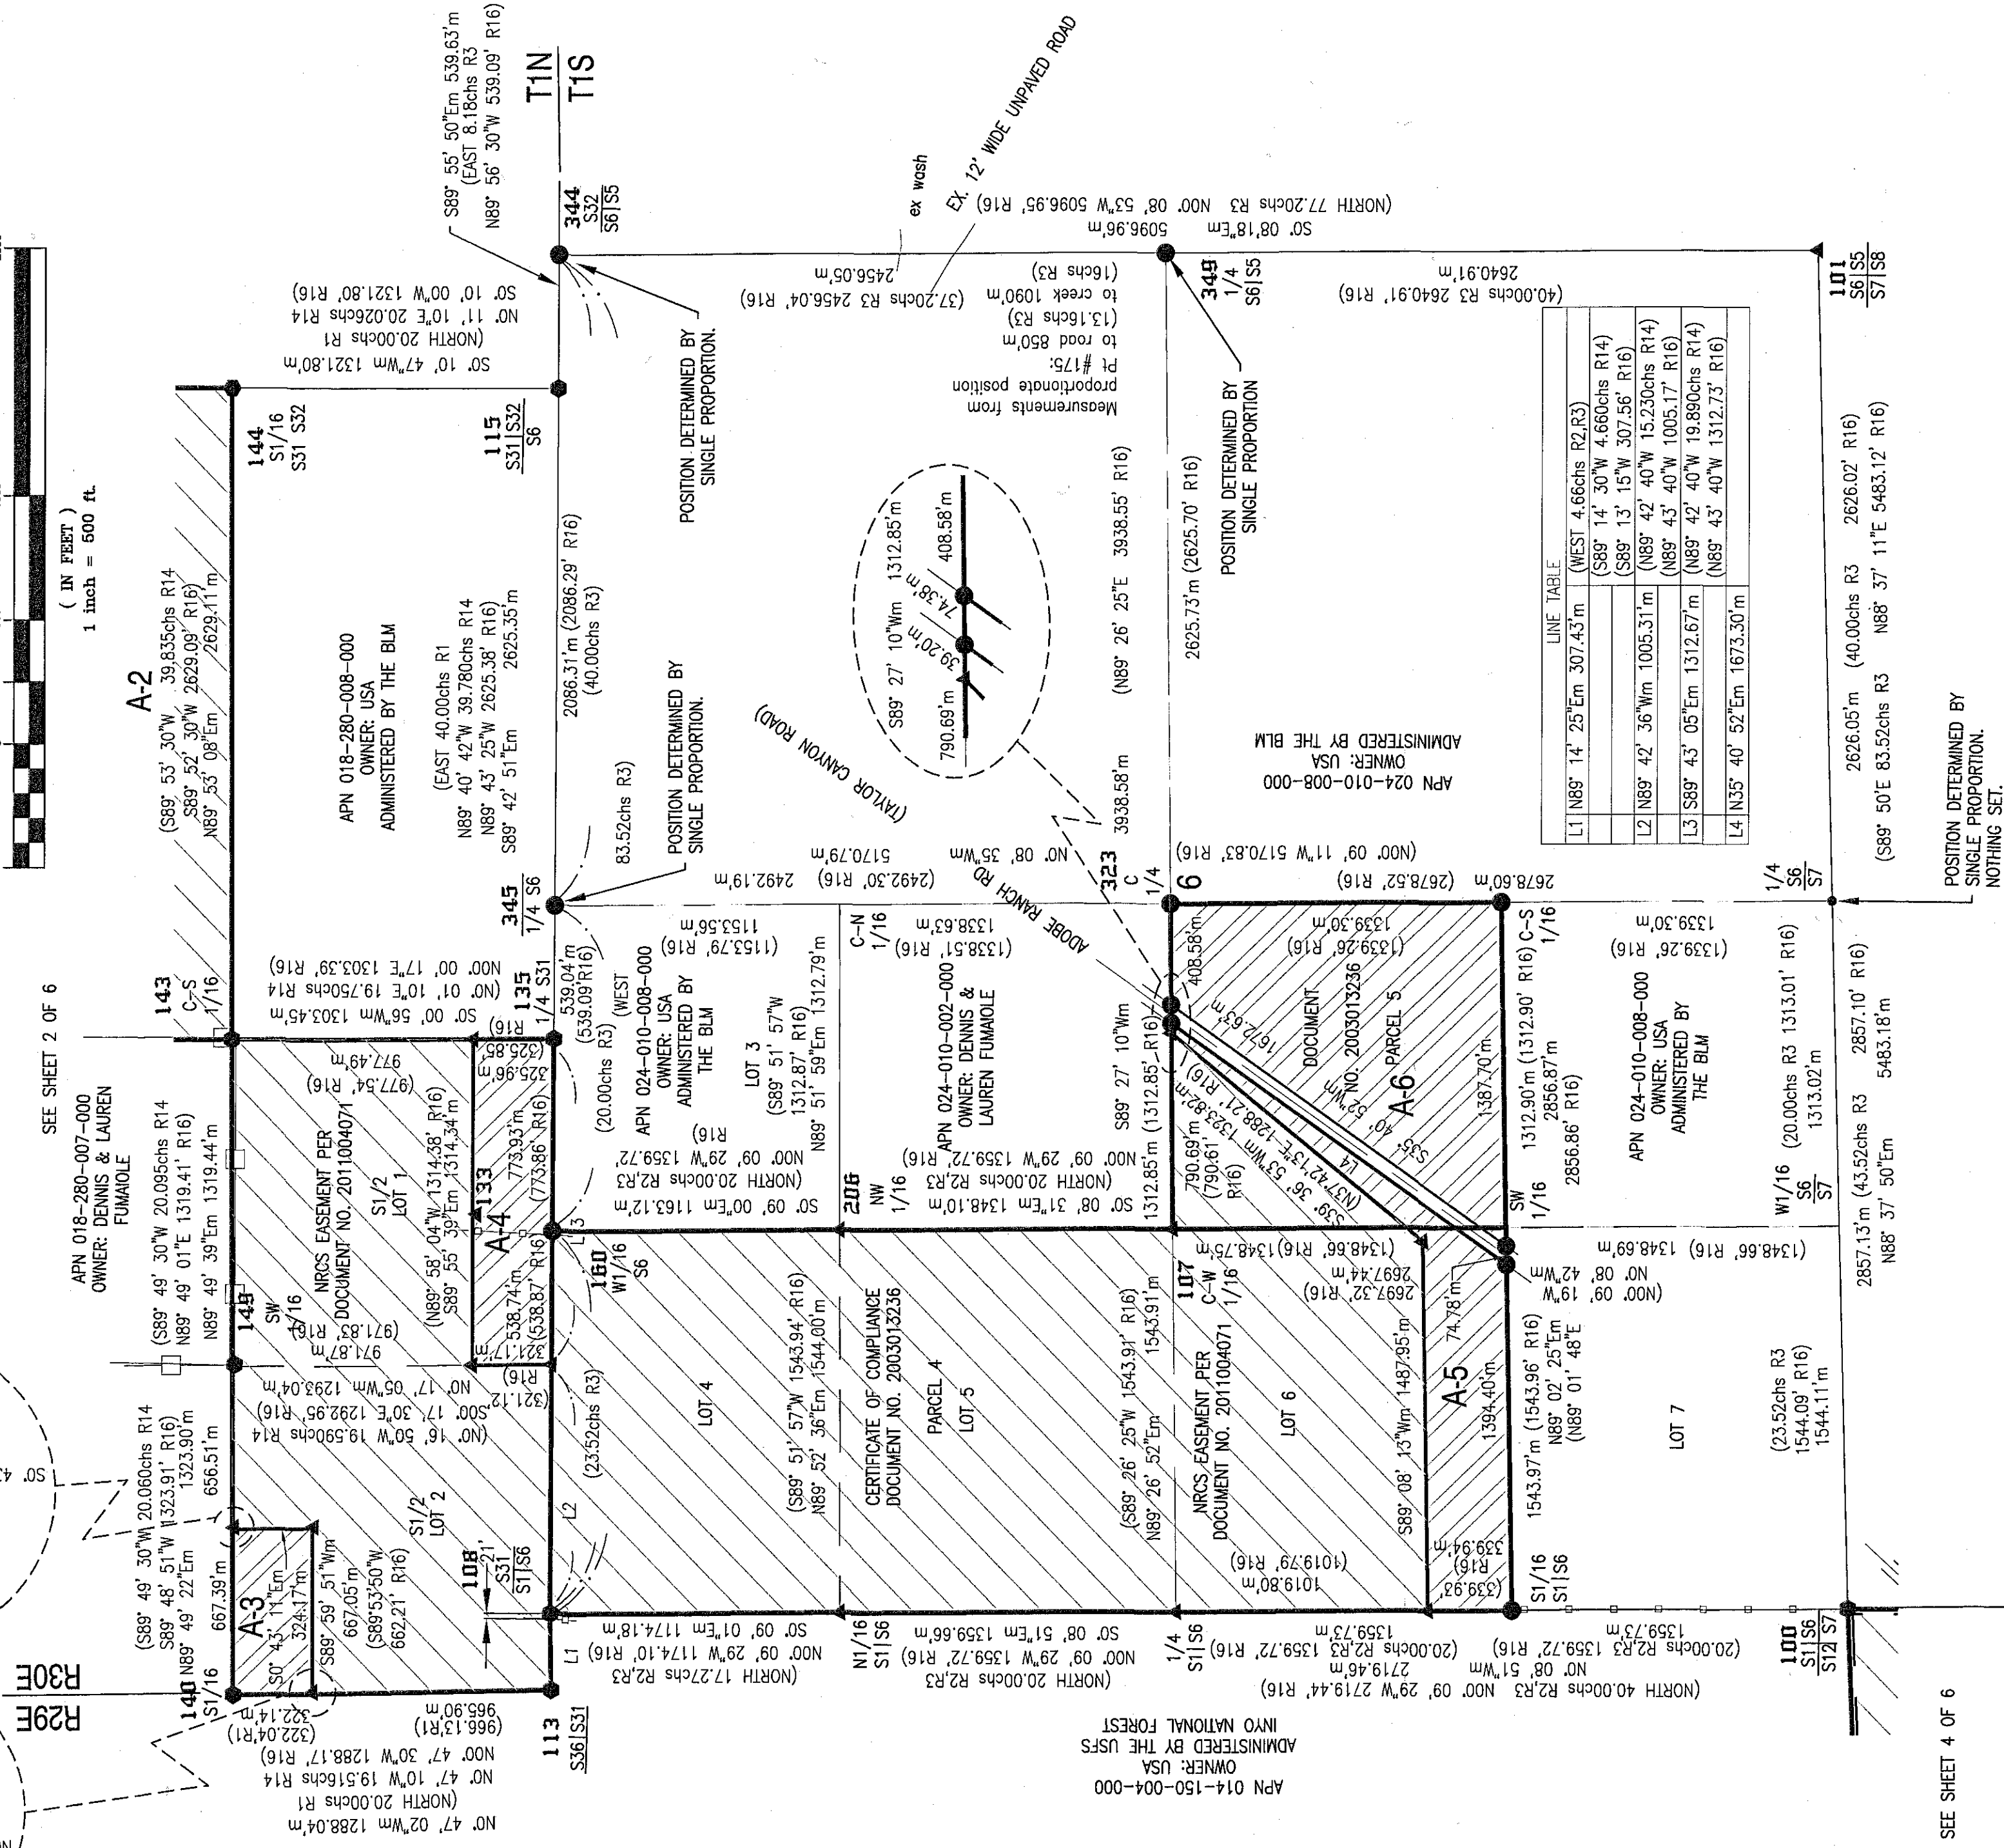 SEE SHEET 2 OF 6
( IN FEET )
1 inch = 500 ft.
R29E
R30E
T1N
T1S
A-2
(S89° 53' 30"W 39.835chs R14
S89° 52' 30"W 2629.09' R16)
N89° 53' 08"Em 2629.11'm
APN 018-280-007-000
OWNER: DENNIS & LAUREN
FUMAIOLE
143
C-S
1/16
144
S1/16
S31 S32
S0° 10' 47"Wm 1321.80'm
(NORTH 20.00chs R1
N0° 11' 10"E 20.026chs R14
S0° 10' 00"W 1321.80' R16)
S89° 55' 50"Em 539.63'm
(EAST 8.18chs R3
N89° 56' 30"W 539.09' R16)
344
S32
S6|S5
115
S31|S32
S6
POSITION DETERMINED BY
SINGLE PROPORTION.
APN 018-280-008-000
OWNER: USA
ADMINISTERED BY THE BLM
(EAST 40.00chs R1
N89° 40' 42"W 39.780chs R14
N89° 43' 25"W 2625.38' R16)
S89° 42' 51"Em 2625.35'm
2086.31'm (2086.29' R16)
(40.00chs R3)
83.52chs R3)
345
1/4 S6
POSITION DETERMINED BY
SINGLE PROPORTION.
S0° 00' 56"Wm 1303.45'm
(N0° 01' 10"E 19.750chs R14
N00° 00' 17"E 1303.39' R16)
135
1/4 S31
539.04'm
(539.09'R16)
(WEST
(20.00chs R3)
(S89° 49' 30"W 20.095chs R14
N89° 49' 01"E 1319.41' R16)
N89° 49' 39"Em 1319.44'm
149
SW
1/16
NRCS EASEMENT PER
DOCUMENT NO. 2011004071
S1/2
LOT 1
977.49'm
(977.54' R16)
(325.85'
R16)
325.96'm
971.87'm
(971.83' R16)
(N89° 58' 04"W 1314.38' R16)
S89° 55' 39"Em 1314.34'm
A-4
133
773.93'm
(773.86' R16)
538.74'm
(538.87' R16)
321.17'm
(321.12'
R16)
N0° 17' 05"Wm 1293.04'm
S00° 17' 30"E 1292.95' R16)
(N0° 16' 50"W 19.590chs R14
(S89° 49' 30"W 20.060chs R14
S89° 48' 51"W 1323.91' R16)
N89° 49' 22"Em 1323.90'm
667.39'm
656.51'm
140
S1/16
A-3
S0° 43' 11"Em
324.17'm
S89° 59' 51"Wm
667.05'm
(S89°53'50"W
662.21' R16)
S1/2
LOT 2
322.14'm
(322.04'R1)
965.90'm
(966.13'R1)
N0° 47' 02"Wm 1288.04'm
(NORTH 20.00chs R1
N0° 47' 10"W 19.516chs R14
N00° 47' 30"W 1288.17' R16)
108
21'
S31
S1|S6
113
S36|S31
L1
L2
L3
(23.52chs R3)
160
W1/16
S6
S0° 09' 01"Em 1174.18'm
N00° 09' 29"W 1174.10' R16)
(NORTH 17.27chs R2,R3
LOT 4
S0° 09' 00"Em 1163.12'm
(NORTH 20.00chs R2,R3
N00° 09' 29"W 1359.72'
R16)
APN 024-010-008-000
OWNER: USA
ADMINISTERED BY
THE BLM
LOT 3
(S89° 51' 57"W
1312.87' R16)
N89° 51' 59"Em 1312.79'm
1153.56'm
(1153.79' R16)
2492.19'm
(2492.30' R16)
5170.79'm
N0° 08' 35"Wm
(N00° 09' 11"W 5170.83' R16)
(TAYLOR CANYON ROAD)
ADOBE RANCH RD
S89° 27' 10"Wm 1312.85'm
790.69'm
39.20'm
74.38'm
408.58'm
Measurements from
proportionate position
Pt #175:
to road 850'm
(13.16chs R3)
to creek 1090'm
(16chs R3)
2456.05'm
(37.20chs R3 2456.04' R16)
ex wash
EX. 12' WIDE UNPAVED ROAD
S0° 08'18"Em 5096.96'm
(NORTH 77.20chs R3 N00° 08' 53"W 5096.95' R16)
N1/16
S1|S6
S0° 08' 51"Em 1359.66'm
N00° 09' 29"W 1359.72' R16)
(NORTH 20.00chs R2,R3
(S89° 51' 57"W 1543.94' R16)
N89° 52' 36"Em 1544.00'm
CERTIFICATE OF COMPLIANCE
DOCUMENT NO. 2003013236
PARCEL 4
LOT 5
206
NW
1/16
S0° 08' 31"Em 1348.10'm
(NORTH 20.00chs R2,R3
N00° 09' 29"W 1359.72' R16)
APN 024-010-002-000
OWNER: DENNIS &
LAUREN FUMAIOLE
C-N
1/16
1338.63'm
(1338.51' R16)
323
C
1/4
3938.58'm (N89° 26' 25"E 3938.55' R16)
2625.73'm (2625.70' R16)
349
1/4
S6|S5
POSITION DETERMINED BY
SINGLE PROPORTION
(S89° 26' 25"W 1543.91' R16)
N89° 26' 52"Em 1543.91'm
107
C-W
1/16
S89° 27' 10"Wm
1312.85'm (1312.85' R16)
790.69'm
(790.61'
R16)
408.58'm
6
1/4
S1|S6
NRCS EASEMENT PER
DOCUMENT NO. 2011004071
LOT 6
1019.80'm
(1019.79' R16)
S89° 08' 13"Wm 1487.95'm
A-5
339.94'm
(339.93'
R16)
1394.40'm
74.78'm
1348.75'm
(1348.66' R16)
2697.44'm
2697.32' R16)
S39° 36' 53"Wm 1323.82'm
(N37°42'13"E 1288.21' R16)
L4
S35° 40' 52"Wm
1672.63'm
DOCUMENT
NO. 2003013236
PARCEL 5
A-6
1387.70'm
1339.30'm
(1339.26' R16)
2678.60'm
(2678.52' R16)
APN 024-010-008-000
OWNER: USA
ADMINISTERED BY THE BLM
2640.91'm
(40.00chs R3 2640.91' R16)
LINE TABLE
L1 N89° 14' 25"Em 307.43'm (WEST 4.66chs R2,R3)
(S89° 14' 30"W 4.660chs R14)
(S89° 13' 15"W 307.56' R16)
L2 N89° 42' 36"Wm 1005.31'm (N89° 42' 40"W 15.230chs R14)
(N89° 43' 40"W 1005.17' R16)
L3 S89° 43' 05"Em 1312.67'm (N89° 42' 40"W 19.890chs R14)
(N89° 43' 40"W 1312.73' R16)
L4 N35° 40' 52"Em 1673.30'm
1359.73'm
(20.00chs R2,R3 1359.72' R16)
2719.46'm
N0° 08' 51"Wm
(NORTH 40.00chs R2,R3 N00° 09' 29"W 2719.44' R16)
APN 014-150-004-000
OWNER: USA
ADMINISTERED BY THE USFS
INYO NATIONAL FOREST
S1/16
S1|S6
1543.97'm (1543.96' R16)
N89° 02' 25"Em
(N89° 01' 48"E
SW
1/16
1312.90'm (1312.90' R16)
2856.87'm
2856.86' R16)
C-S
1/16
1359.73'm
(20.00chs R2,R3 1359.72' R16)
LOT 7
N0° 08' 42"Wm
(N00° 09' 19"W
1348.69'm (1348.66' R16)
APN 024-010-008-000
OWNER: USA
ADMINISTERED BY
THE BLM
1339.30'm
(1339.26' R16)
100
S1|S6
S12 S7
(23.52chs R3
1544.09' R16)
1544.11'm
W1/16
S6
S7
(20.00chs R3 1313.01' R16)
1313.02'm
1/4
S6
S7
2857.13'm (43.52chs R3 2857.10' R16)
N88° 37' 50"Em 5483.18'm
2626.05'm (40.00chs R3 2626.02' R16)
(S89° 50'E 83.52chs R3 N88° 37' 11"E 5483.12' R16)
101
S6|S5
S7|S8
POSITION DETERMINED BY
SINGLE PROPORTION.
NOTHING SET.
SEE SHEET 4 OF 6